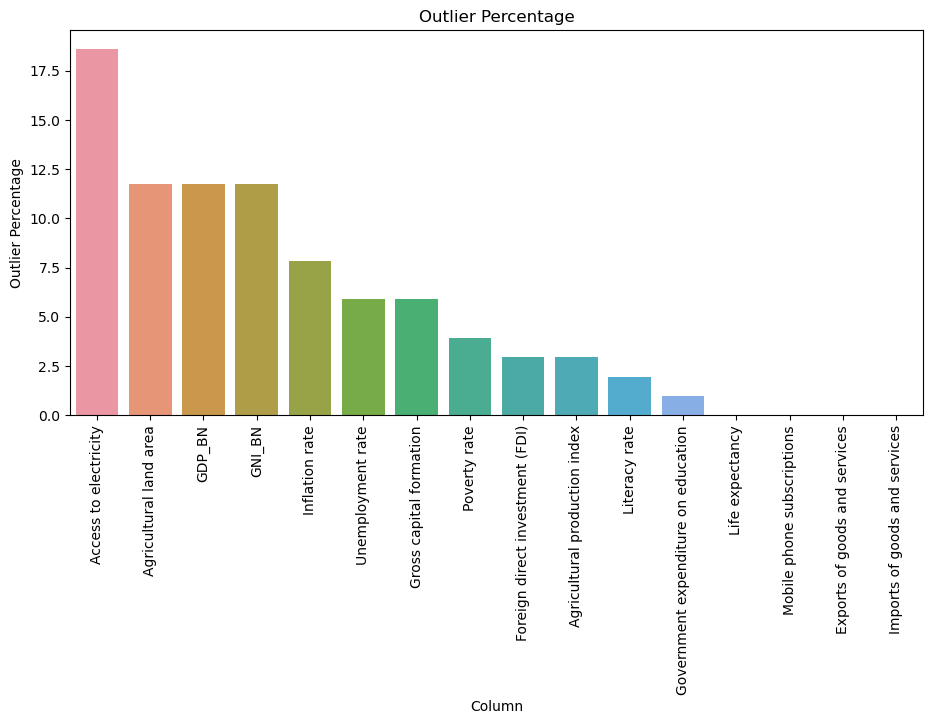 Outlier Percentage
Outlier Percentage
17.5
15.0
12.5
10.0
7.5
5.0
2.5
0.0
Access to electricity
Agricultural land area
GDP_BN
GNI_BN
Inflation rate
Unemployment rate
Gross capital formation
Poverty rate
Foreign direct investment (FDI)
Agricultural production index
Literacy rate
Government expenditure on education
Life expectancy
Mobile phone subscriptions
Exports of goods and services
Imports of goods and services
Column